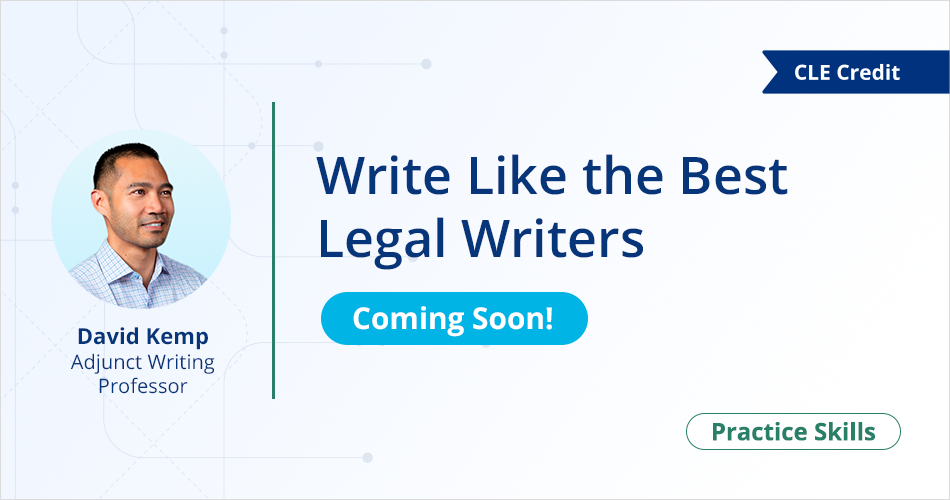 CLE Credit
Write Like the Best
Legal Writers
Coming Soon!
David Kemp
Adjunct Writing
Professor
Practice Skills